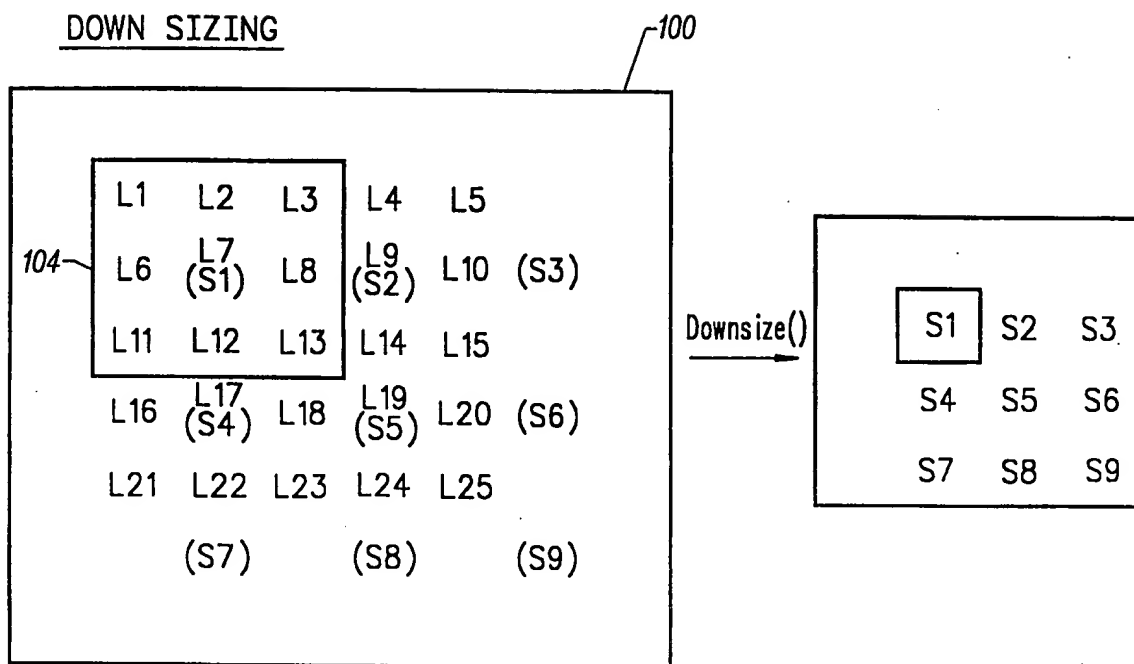 DOWN SIZING
100
L1 L2 L3 L4 L5
104 L6 L7 (S1) L8 L9 (S2) L10 (S3)
L11 L12 L13 L14 L15
L16 L17 (S4) L18 L19 (S5) L20 (S6)
L21 L22 L23 L24 L25
(S7) (S8) (S9)
Downsize()
S1 S2 S3
S4 S5 S6
S7 S8 S9